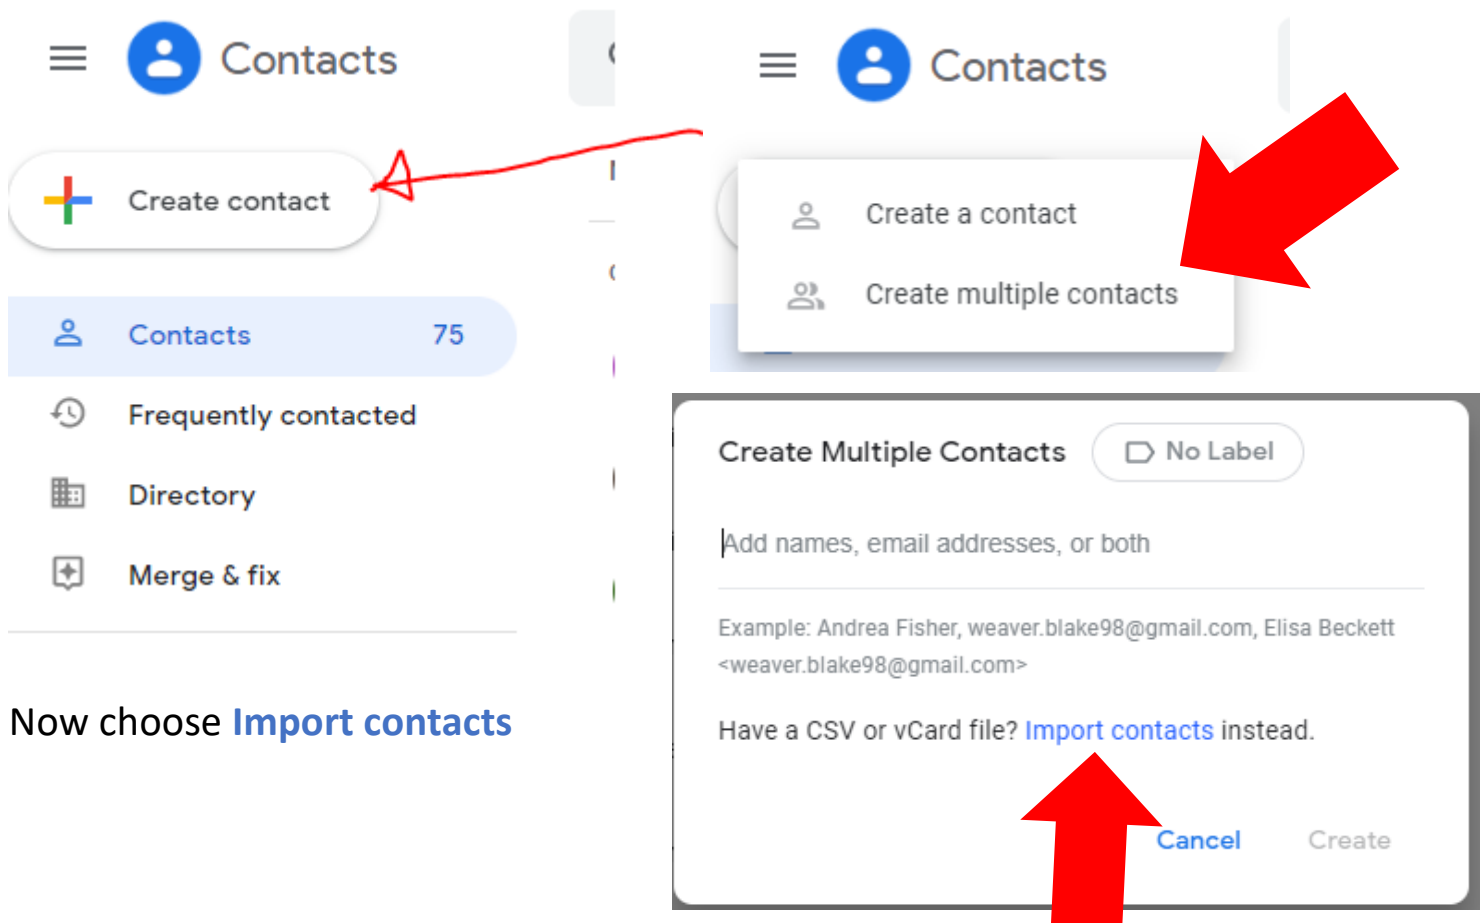 Contacts
Create contact
Contacts 75
Frequently contacted
Directory
Merge & fix
Now choose Import contacts
Contacts
Create a contact
Create multiple contacts
Create Multiple Contacts No Label
Add names, email addresses, or both
Example: Andrea Fisher, weaver.blake98@gmail.com, Elisa Beckett
<weaver.blake98@gmail.com>
Have a CSV or vCard file? Import contacts instead.
Cancel Create